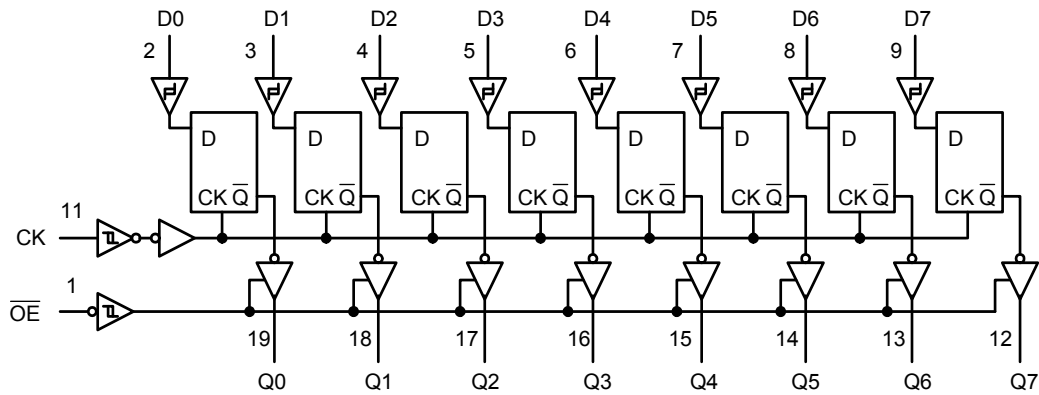 D0 D1 D2 D3 D4 D5 D6 D7
2 3 4 5 6 7 8 9
D D D D D D D D
CK Q̅ CK Q̅ CK Q̅ CK Q̅ CK Q̅ CK Q̅ CK Q̅ CK Q̅
11
CK
1
O̅E̅
19 18 17 16 15 14 13 12
Q0 Q1 Q2 Q3 Q4 Q5 Q6 Q7